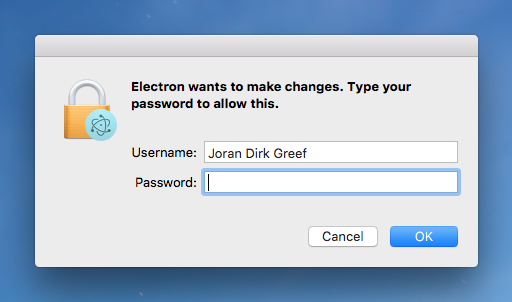 Electron wants to make changes. Type your
password to allow this.
Username: Joran Dirk Greef
Password:
Cancel OK